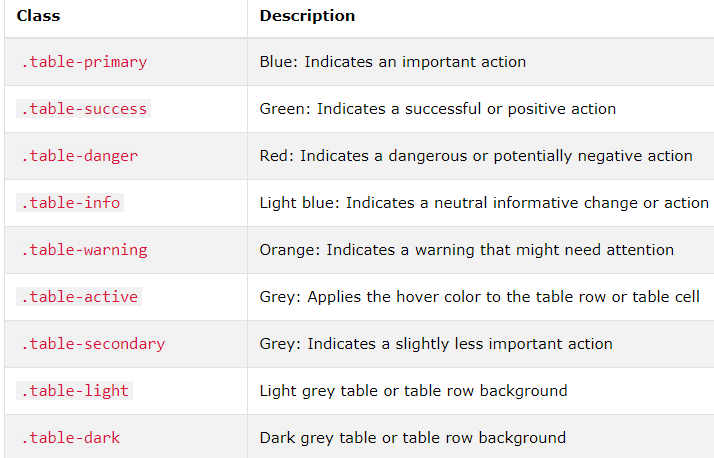 Class Description
.table-primary Blue: Indicates an important action
.table-success Green: Indicates a successful or positive action
.table-danger Red: Indicates a dangerous or potentially negative action
.table-info Light blue: Indicates a neutral informative change or action
.table-warning Orange: Indicates a warning that might need attention
.table-active Grey: Applies the hover color to the table row or table cell
.table-secondary Grey: Indicates a slightly less important action
.table-light Light grey table or table row background
.table-dark Dark grey table or table row background